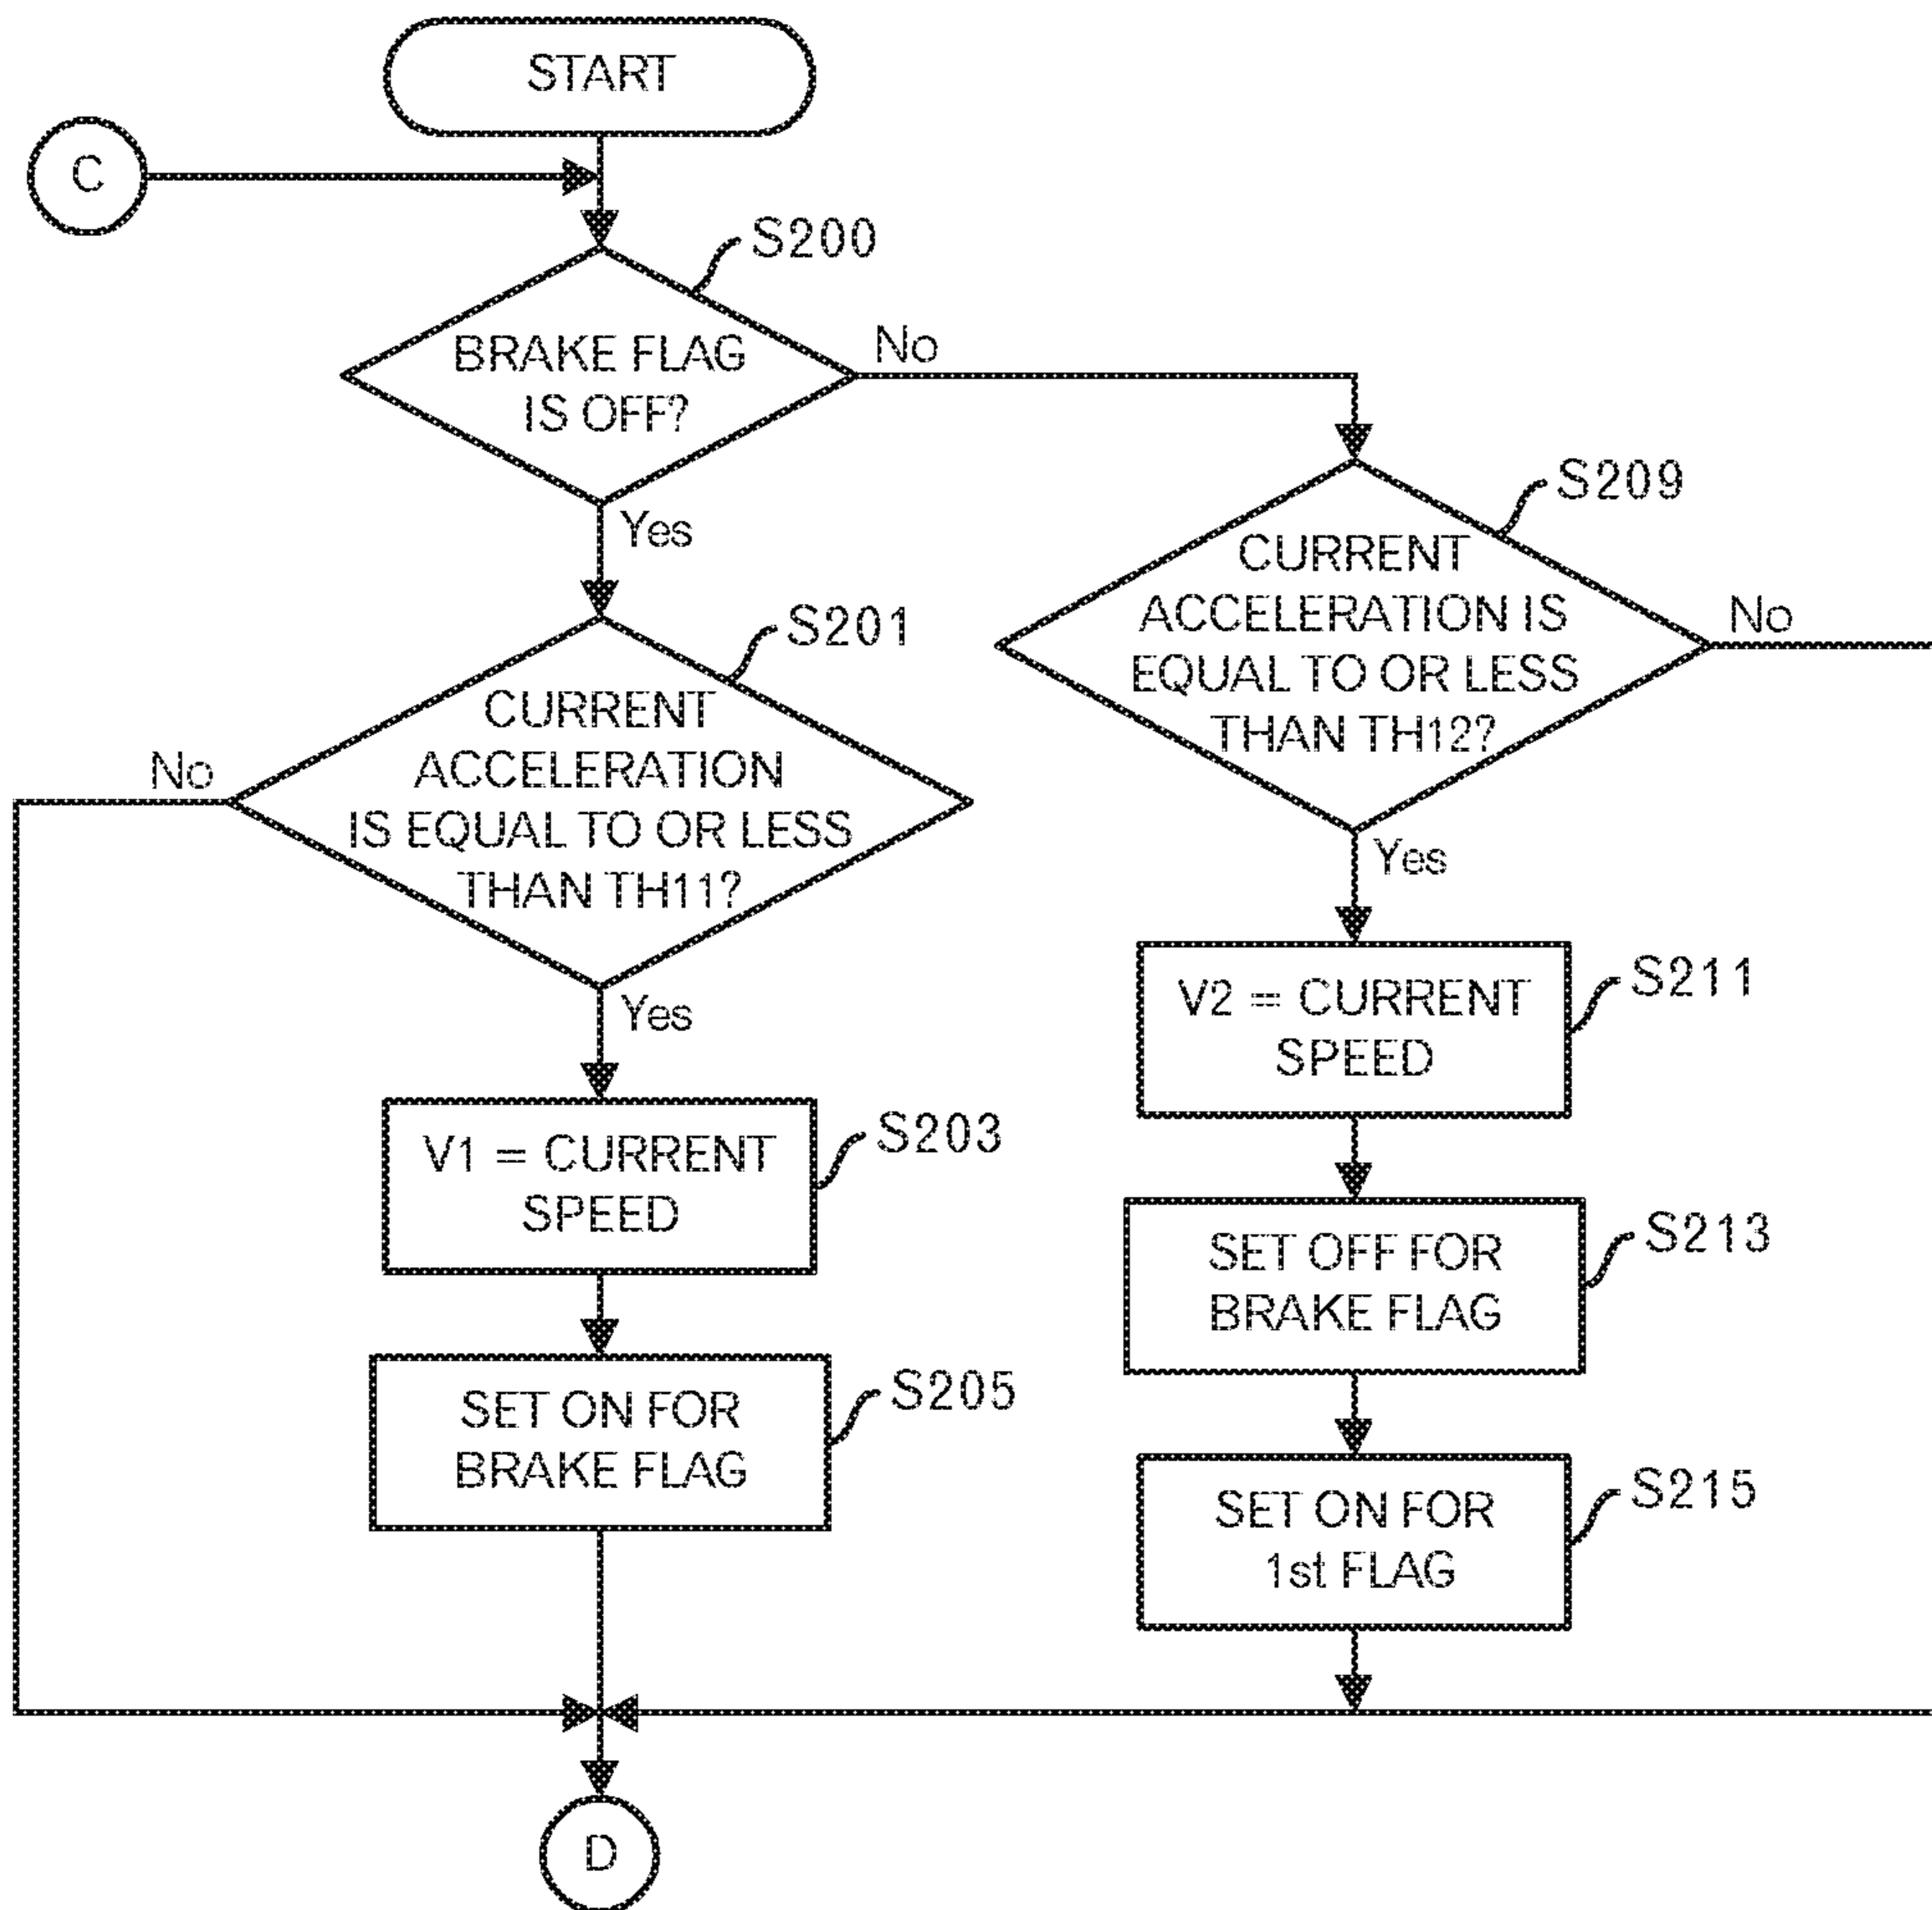 START
C
S200
BRAKE FLAG
IS OFF?
No
Yes
S201
CURRENT
ACCELERATION
IS EQUAL TO OR LESS
THAN TH11?
No
Yes
S203
V1 = CURRENT
SPEED
S205
SET ON FOR
BRAKE FLAG
S209
CURRENT
ACCELERATION IS
EQUAL TO OR LESS
THAN TH12?
No
Yes
S211
V2 = CURRENT
SPEED
S213
SET OFF FOR
BRAKE FLAG
S215
SET ON FOR
1st FLAG
D